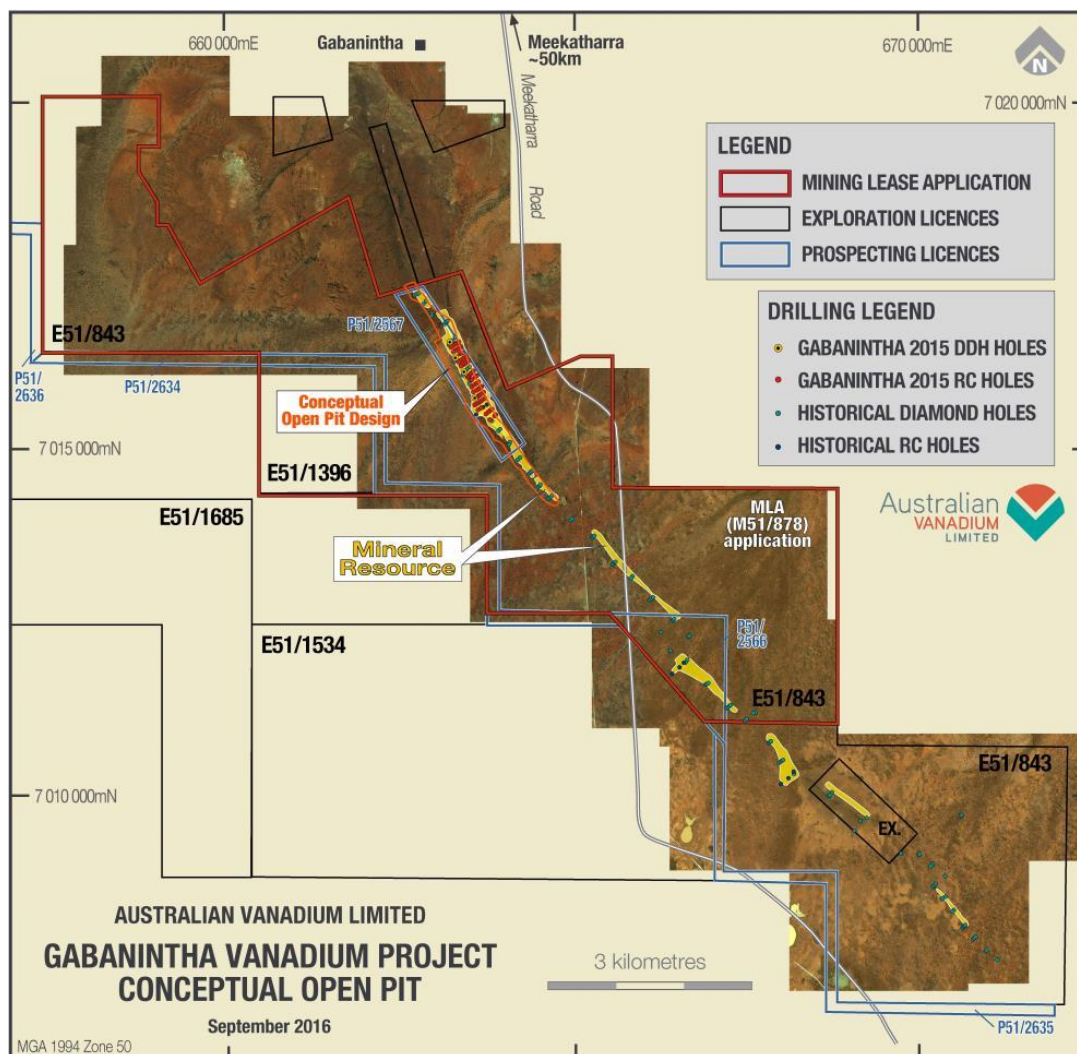 660 000mE
670 000mE
Gabanintha
Meekatharra
~50km
N
7 020 000mN
Meekatharra
Road
LEGEND
MINING LEASE APPLICATION
EXPLORATION LICENCES
PROSPECTING LICENCES
DRILLING LEGEND
GABANINTHA 2015 DDH HOLES
GABANINTHA 2015 RC HOLES
HISTORICAL DIAMOND HOLES
HISTORICAL RC HOLES
P51/2567
E51/843
P51/
2636
P51/2634
Conceptual
Open Pit Design
7 015 000mN
E51/1396
E51/1685
Australian
VANADIUM
LIMITED
MLA
(M51/878)
application
Mineral
Resource
P51/
2566
E51/1534
E51/843
E51/843
7 010 000mN
EX.
AUSTRALIAN VANADIUM LIMITED
GABANINTHA VANADIUM PROJECT
CONCEPTUAL OPEN PIT
September 2016
3 kilometres
P51/2635
MGA 1994 Zone 50